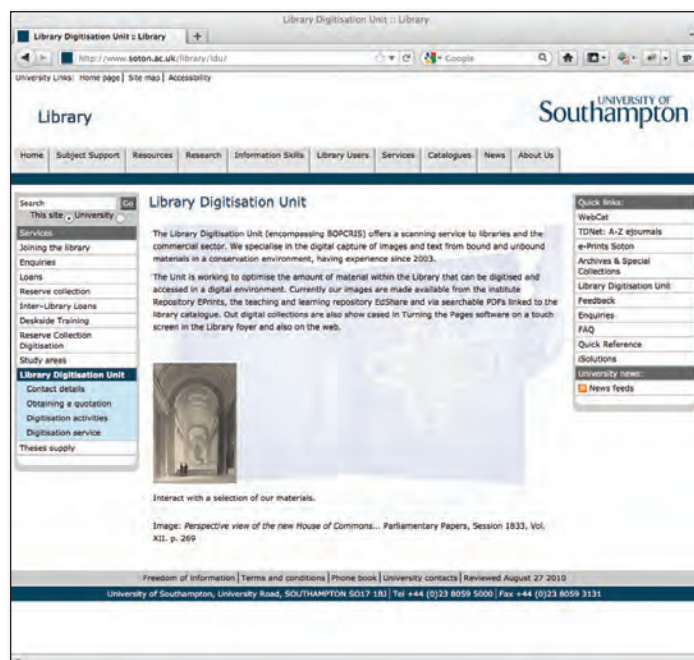 Library Digitisation Unit :: Library
Library Digitisation Unit :: Library
+
http://www.soton.ac.uk/library/ldu/
Google
University Links: Home page | Site map | Accessibility
Library
UNIVERSITY OF
Southampton
Home
Subject Support
Resources
Research
Information Skills
Library Users
Services
Catalogues
News
About Us
Search
Go
This site
University
Services
Joining the library
Enquiries
Loans
Reserve collection
Inter-Library Loans
Deskside Training
Reserve Collection
Digitisation
Study areas
Library Digitisation Unit
Contact details
Obtaining a quotation
Digitisation activities
Digitisation service
Theses supply
Library Digitisation Unit
The Library Digitisation Unit (encompassing BOPCRIS) offers a scanning service to libraries and the
commercial sector. We specialise in the digital capture of images and text from bound and unbound
materials in a conservation environment, having experience since 2003.
The Unit is working to optimise the amount of material within the Library that can be digitised and
accessed in a digital environment. Currently our images are made available from the institute
Repository EPrints, the teaching and learning repository EdShare and via searchable PDFs linked to the
library catalogue. Out digital collections are also show cased in Turning the Pages software on a touch
screen in the Library foyer and also on the web.
Interact with a selection of our materials.
Image: Perspective view of the new House of Commons... Parliamentary Papers, Session 1833, Vol.
XII. p. 269
Quick links:
WebCat
TDNet: A-Z ejournals
e-Prints Soton
Archives & Special
Collections
Library Digitisation Unit
Feedback
Enquiries
FAQ
Quick Reference
iSolutions
University news:
News feeds
Freedom of information | Terms and conditions | Phone book | University contacts | Reviewed August 27 2010
University of Southampton, University Road, SOUTHAMPTON SO17 1BJ | Tel +44 (0)23 8059 5000 | Fax +44 (0)23 8059 3131